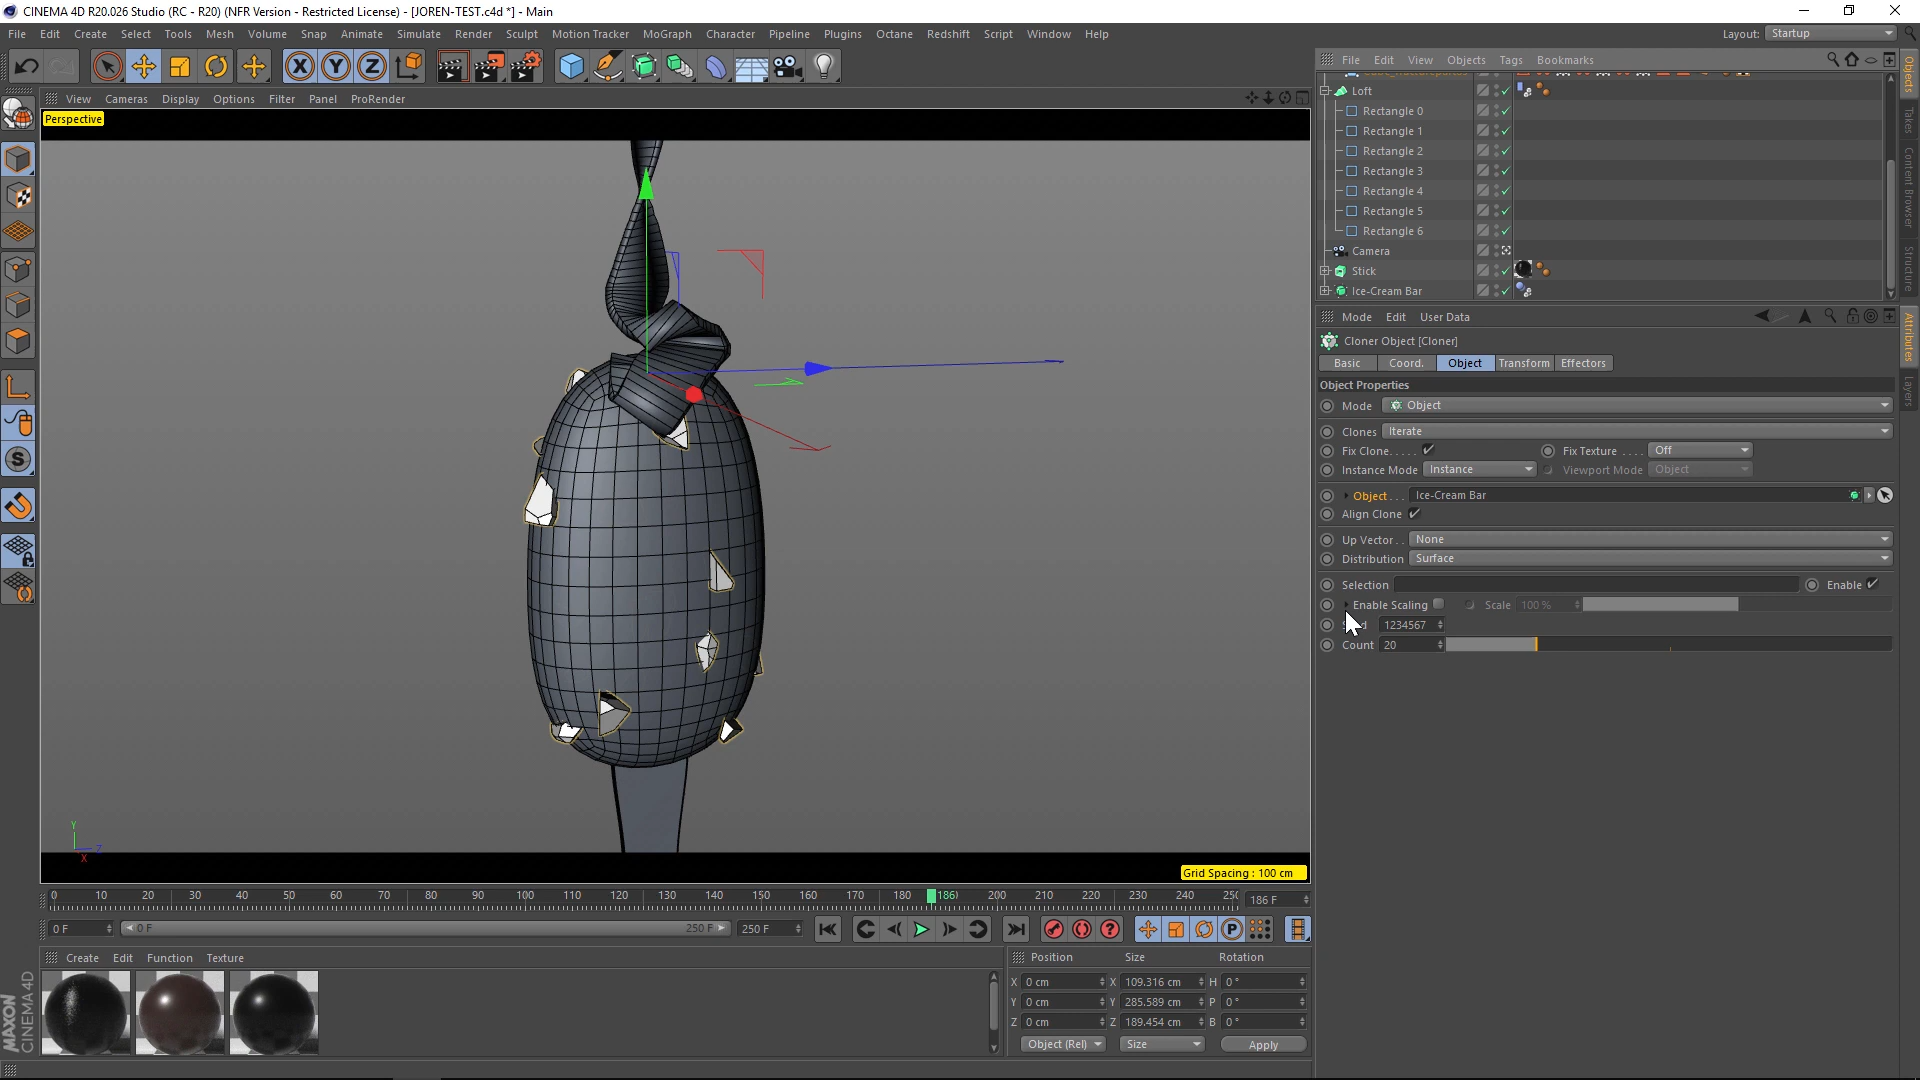 CINEMA 4D R20.026 Studio (RC - R20) (NFR Version - Restricted License) - [JOREN-TEST.c4d *] - Main
File Edit Create Select Tools Mesh Volume Snap Animate Simulate Render Sculpt Motion Tracker MoGraph Character Pipeline Plugins Octane Redshift Script Window Help
Layout: Startup
View Cameras Display Options Filter Panel ProRender
Perspective
Grid Spacing : 100 cm
Y
Z
X
0 10 20 30 40 50 60 70 80 90 100 110 120 130 140 150 160 170 180 186 200 210 220 230 240
186 F
0 F
0 F
250 F
250 F
Create Edit Function Texture
MAXON CINEMA 4D
Position Size Rotation
X 0 cm X 109.316 cm H 0 °
Y 0 cm Y 285.589 cm P 0 °
Z 0 cm Z 189.454 cm B 0 °
Object (Rel) Size Apply
File Edit View Objects Tags Bookmarks
Loft
Rectangle 0
Rectangle 1
Rectangle 2
Rectangle 3
Rectangle 4
Rectangle 5
Rectangle 6
Camera
Stick
Ice-Cream Bar
Mode Edit User Data
Cloner Object [Cloner]
Basic Coord. Object Transform Effectors
Object Properties
Mode Object
Clones Iterate
Fix Clone. . . . . Fix Texture . . . . Off
Instance Mode Instance Viewport Mode Object
Object . . . Ice-Cream Bar
Align Clone
Up Vector. . None
Distribution Surface
Selection Enable
Enable Scaling Scale 100 %
1234567
Count 20
Objects
Takes
Content Browser
Structure
Attributes
Layers